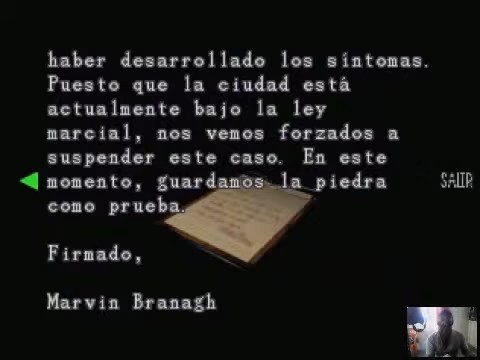 haber desarrollado los síntomas.
Puesto que la ciudad está
actualmente bajo la ley
marcial, nos vemos forzados a
suspender este caso. En este
momento, guardamos la piedra
como prueba.
SALIR
Firmado,
Marvin Branagh